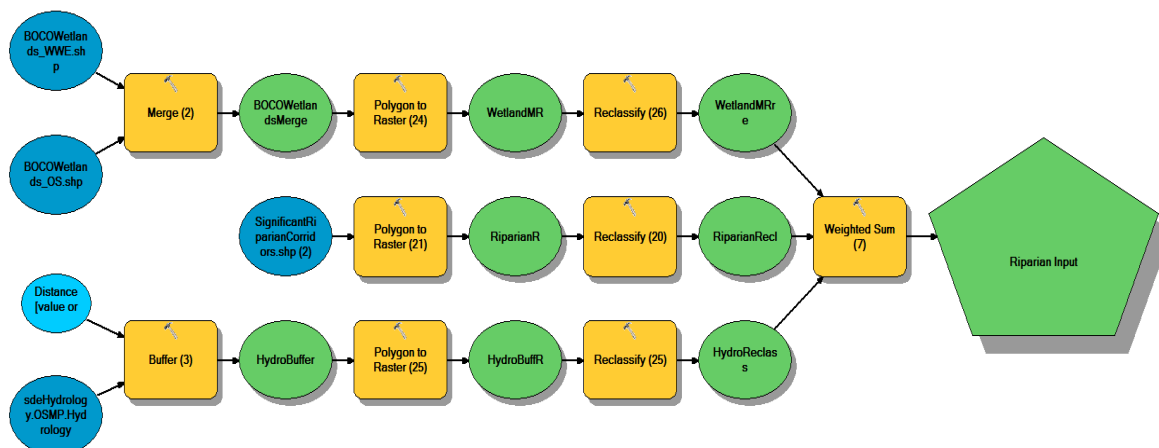 BOCOWetlan
ds_WWE.sh
p
Merge (2)
BOCOWetlan
dsMerge
Polygon to
Raster (24)
WetlandMR
Reclassify (26)
WetlandMRr
e
BOCOWetlan
ds_OS.shp
SignificantRi
parianCorri
dors.shp (2)
Polygon to
Raster (21)
RiparianR
Reclassify (20)
RiparianRecl
Weighted Sum
(7)
Riparian Input
Distance
[value or
Buffer (3)
HydroBuffer
Polygon to
Raster (25)
HydroBuffR
Reclassify (25)
HydroReclas
s
sdeHydrolog
y.OSMP.Hyd
rology